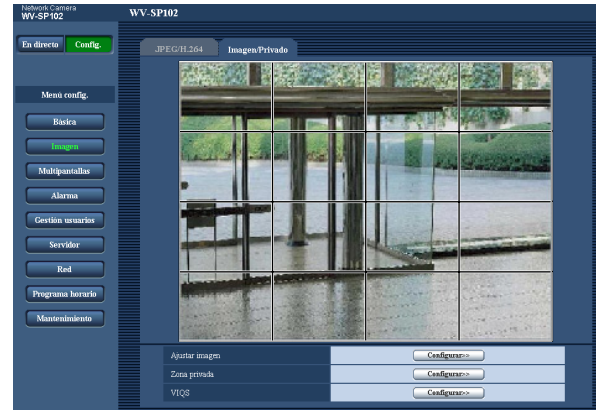 Network Camera
WV-SP102
WV-SP102
En directo
Config.
JPEG/H.264
Imagen/Privado
Menú config.
Básica
Imagen
Multipantallas
Alarma
Gestión usuarios
Servidor
Red
Programa horario
Mantenimiento
Ajustar imagen
Configurar>>
Zona privada
Configurar>>
VIQS
Configurar>>